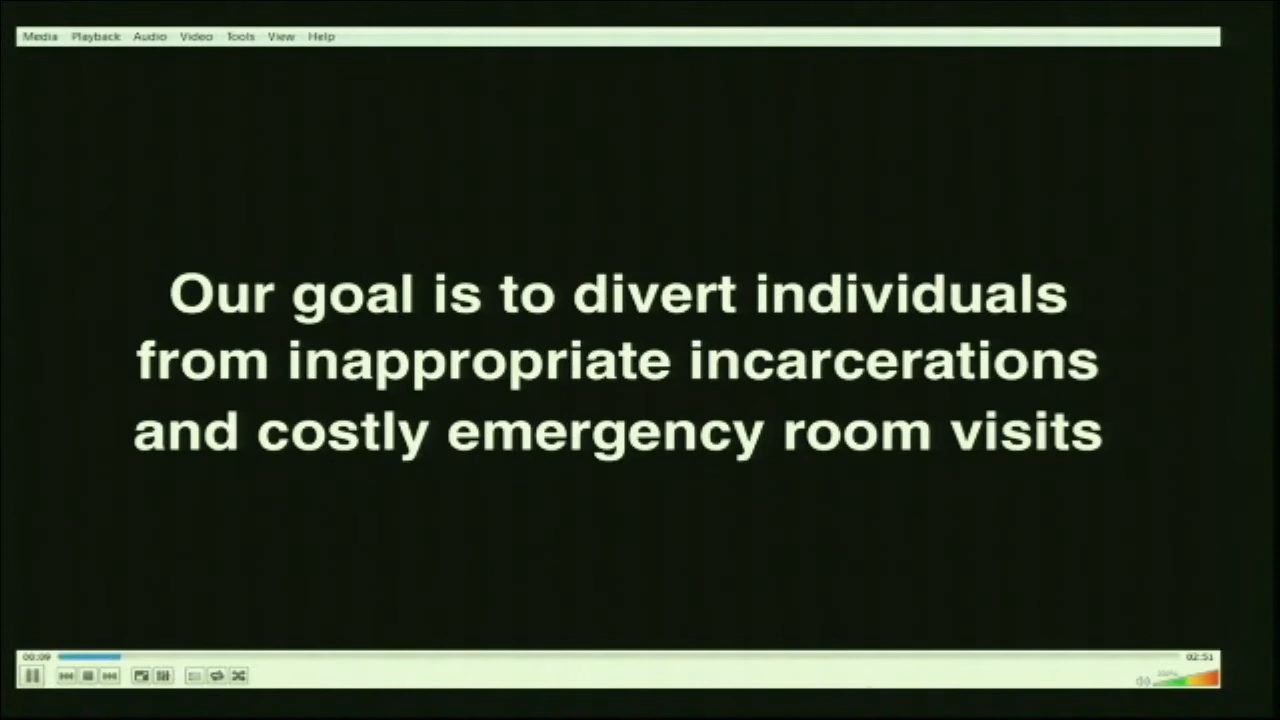 Media Playback Audio Video Tools View Help
Our goal is to divert individuals
from inappropriate incarcerations
and costly emergency room visits
00:09 02:51
100%